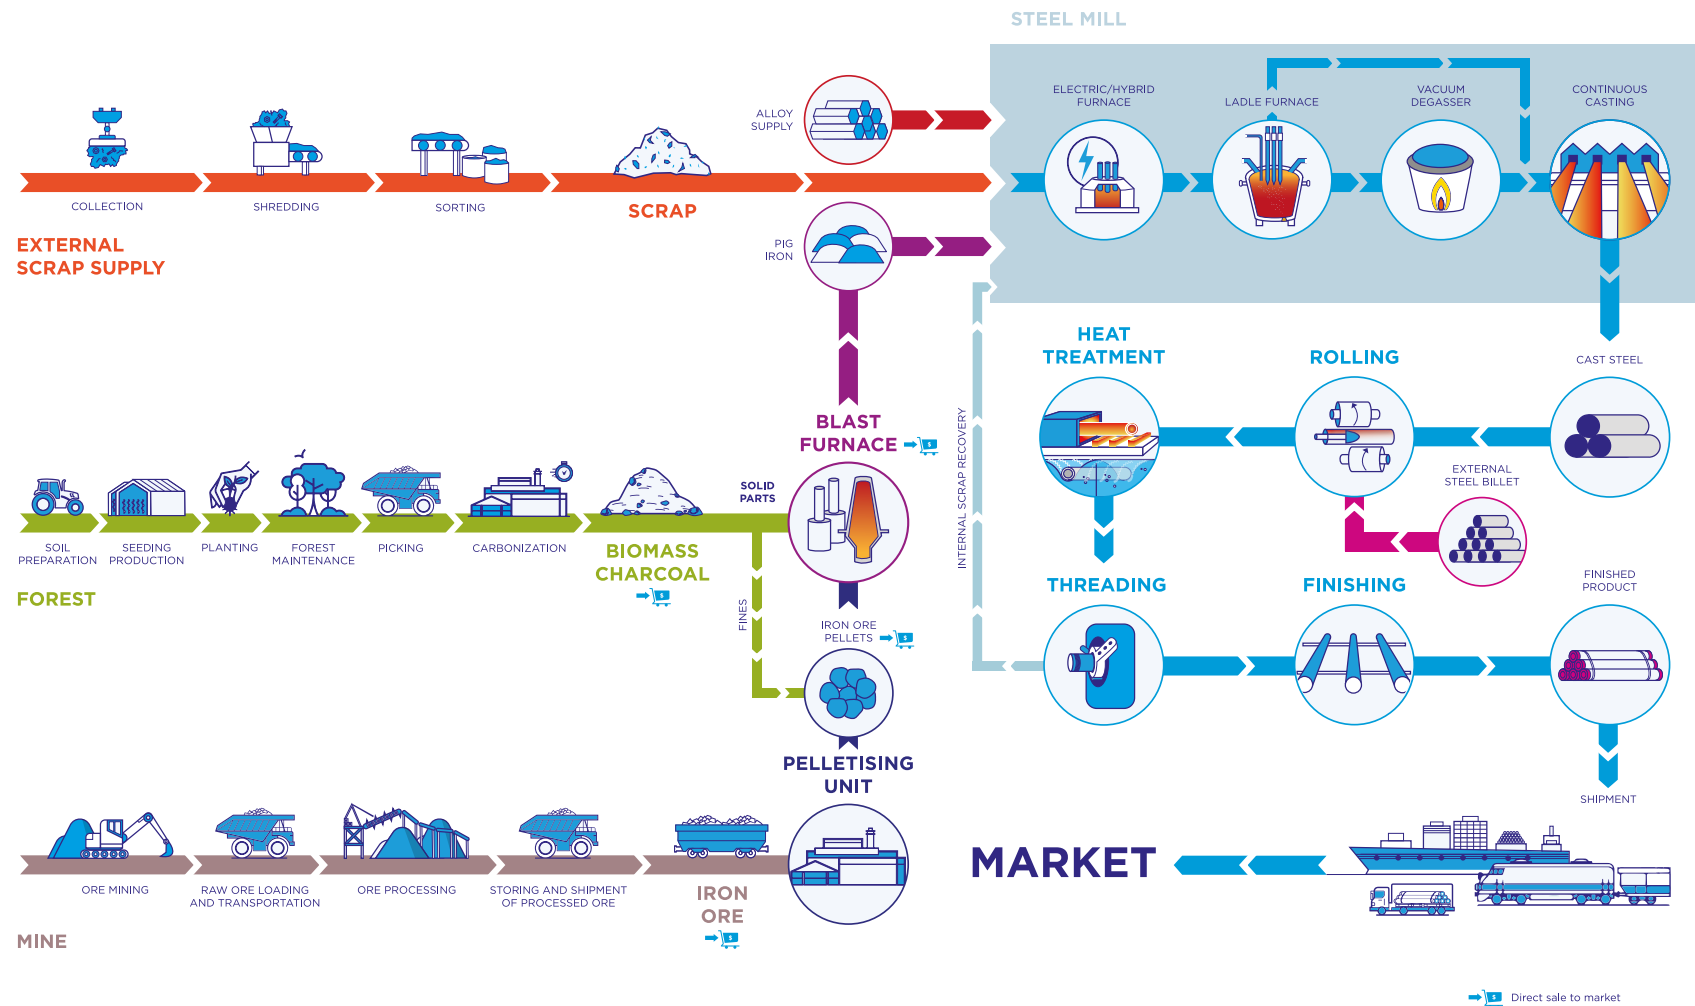 STEEL MILL
ELECTRIC/HYBRID
FURNACE
LADLE FURNACE
VACUUM
DEGASSER
CONTINUOUS
CASTING
ALLOY
SUPPLY
COLLECTION
SHREDDING
SORTING
SCRAP
EXTERNAL
SCRAP SUPPLY
PIG
IRON
HEAT
TREATMENT
ROLLING
CAST STEEL
INTERNAL SCRAP RECOVERY
BLAST
FURNACE
$
EXTERNAL
STEEL BILLET
SOLID
PARTS
SOIL
PREPARATION
SEEDING
PRODUCTION
PLANTING
FOREST
MAINTENANCE
PICKING
CARBONIZATION
BIOMASS
CHARCOAL
$
FOREST
FINES
IRON ORE
PELLETS
$
THREADING
FINISHING
FINISHED
PRODUCT
PELLETISING
UNIT
SHIPMENT
MARKET
ORE MINING
RAW ORE LOADING
AND TRANSPORTATION
ORE PROCESSING
STORING AND SHIPMENT
OF PROCESSED ORE
IRON
ORE
$
MINE
$ Direct sale to market